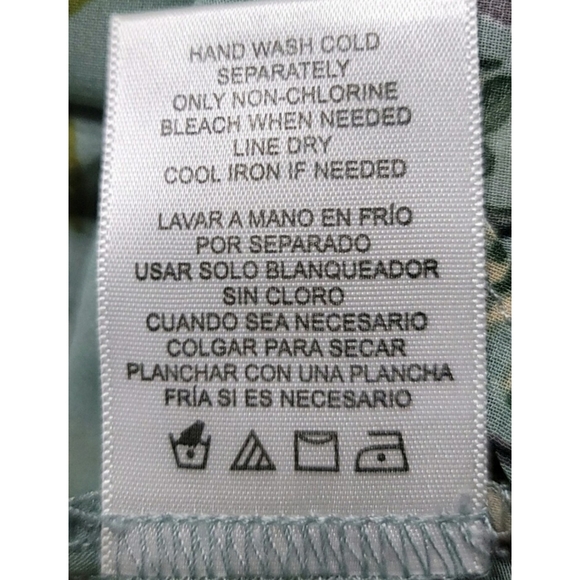 HAND WASH COLD
SEPARATELY
ONLY NON-CHLORINE
BLEACH WHEN NEEDED
LINE DRY
COOL IRON IF NEEDED
LAVAR A MANO EN FRÍO
POR SEPARADO
USAR SOLO BLANQUEADOR
SIN CLORO
CUANDO SEA NECESARIO
COLGAR PARA SECAR
PLANCHAR CON UNA PLANCHA
FRÍA SI ES NECESARIO